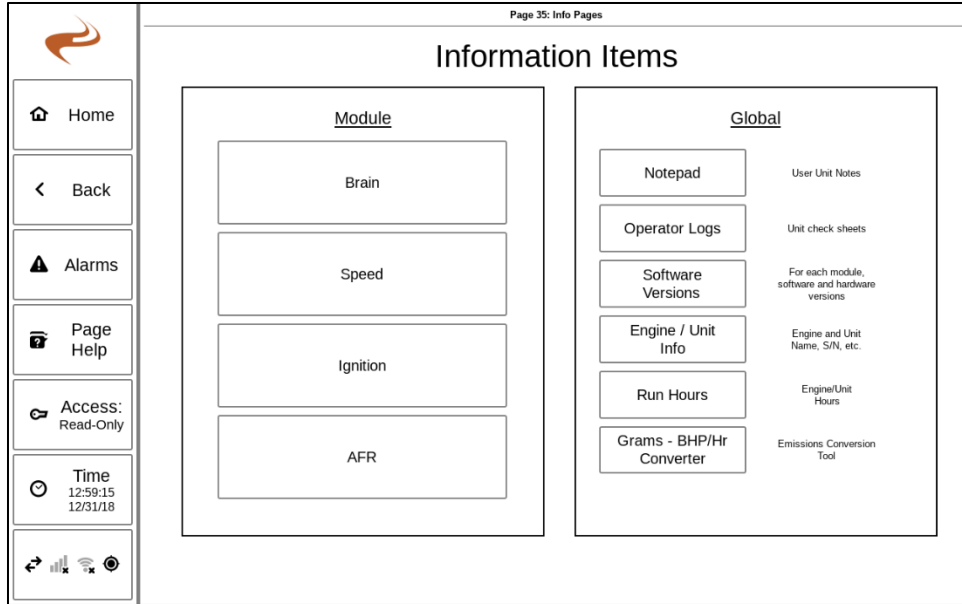 Page 35: Info Pages
Information Items
Home
Back
Alarms
Page
Help
Access:
Read-Only
Time
12:59:15
12/31/18
Module
Brain
Speed
Ignition
AFR
Global
Notepad
User Unit Notes
Operator Logs
Unit check sheets
Software
Versions
For each module,
software and hardware
versions
Engine / Unit
Info
Engine and Unit
Name, S/N, etc.
Run Hours
Engine/Unit
Hours
Grams - BHP/Hr
Converter
Emissions Conversion
Tool